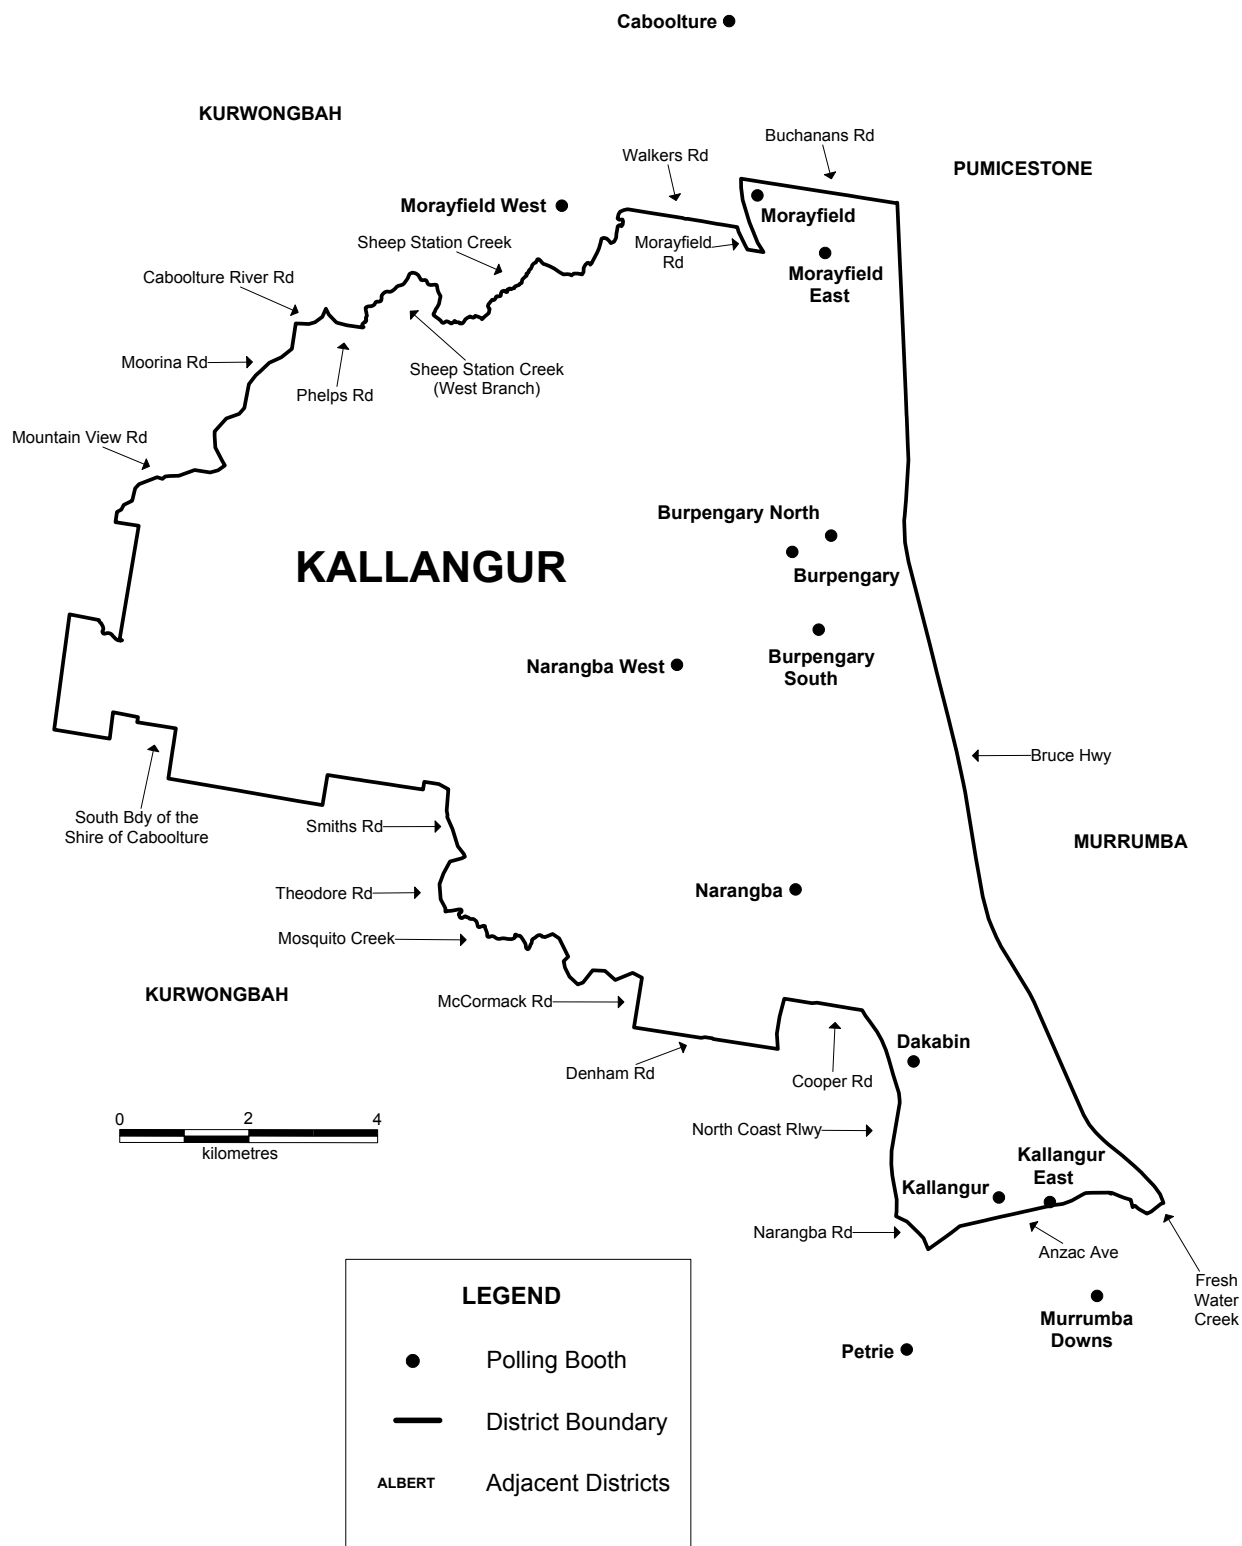 Caboolture
KURWONGBAH
Buchanans Rd
Walkers Rd
PUMICESTONE
Morayfield West
Morayfield
Sheep Station Creek
Morayfield
Rd
Morayfield
East
Caboolture River Rd
Moorina Rd
Phelps Rd
Sheep Station Creek
(West Branch)
Mountain View Rd
Burpengary North
KALLANGUR
Burpengary
Narangba West
Burpengary
South
Bruce Hwy
South Bdy of the
Shire of Caboolture
Smiths Rd
MURRUMBA
Theodore Rd
Narangba
Mosquito Creek
KURWONGBAH
McCormack Rd
Dakabin
Denham Rd
Cooper Rd
0 2 4
kilometres
North Coast Rlwy
Kallangur
East
Kallangur
Narangba Rd
Anzac Ave
Fresh
Water
Creek
Murrumba
Downs
Petrie
LEGEND
Polling Booth
District Boundary
ALBERT Adjacent Districts